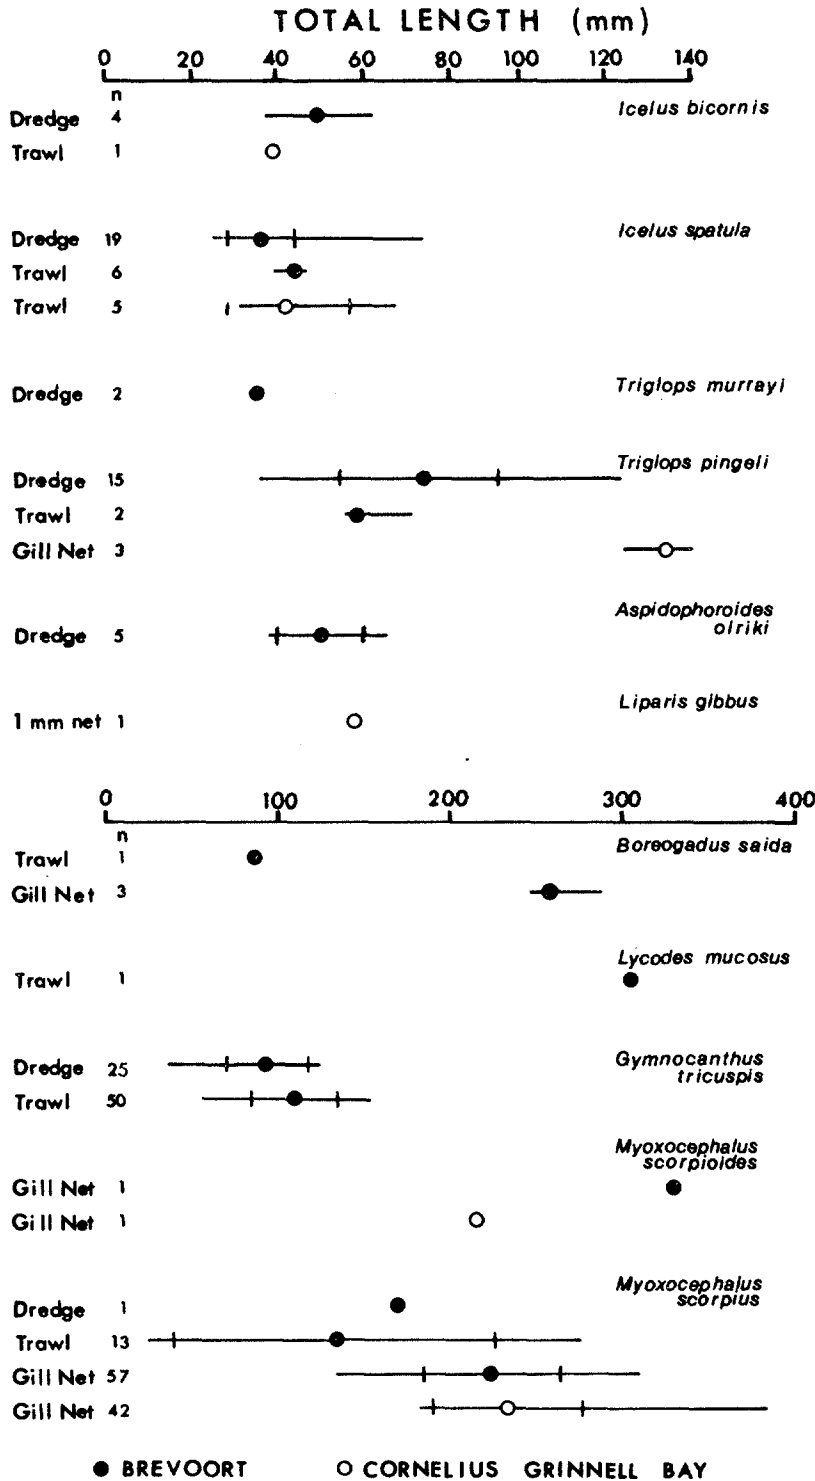 TOTAL LENGTH (mm)
0 20 40 60 80 100 120 140
n
Dredge 4 Icelus bicornis
Trawl 1
Dredge 19 Icelus spatula
Trawl 6
Trawl 5
Dredge 2 Triglops murrayi
Triglops pingeli
Dredge 15
Trawl 2
Gill Net 3
Aspidophoroides
olriki
Dredge 5
Liparis gibbus
1 mm net 1
0 100 200 300 400
n
Boreogadus saida
Trawl 1
Gill Net 3
Lycodes mucosus
Trawl 1
Gymnocanthus
tricuspis
Dredge 25
Trawl 50
Myoxocephalus
scorpioides
Gill Net 1
Gill Net 1
Myoxocephalus
scorpius
Dredge 1
Trawl 13
Gill Net 57
Gill Net 42
BREVOORT CORNELIUS GRINNELL BAY